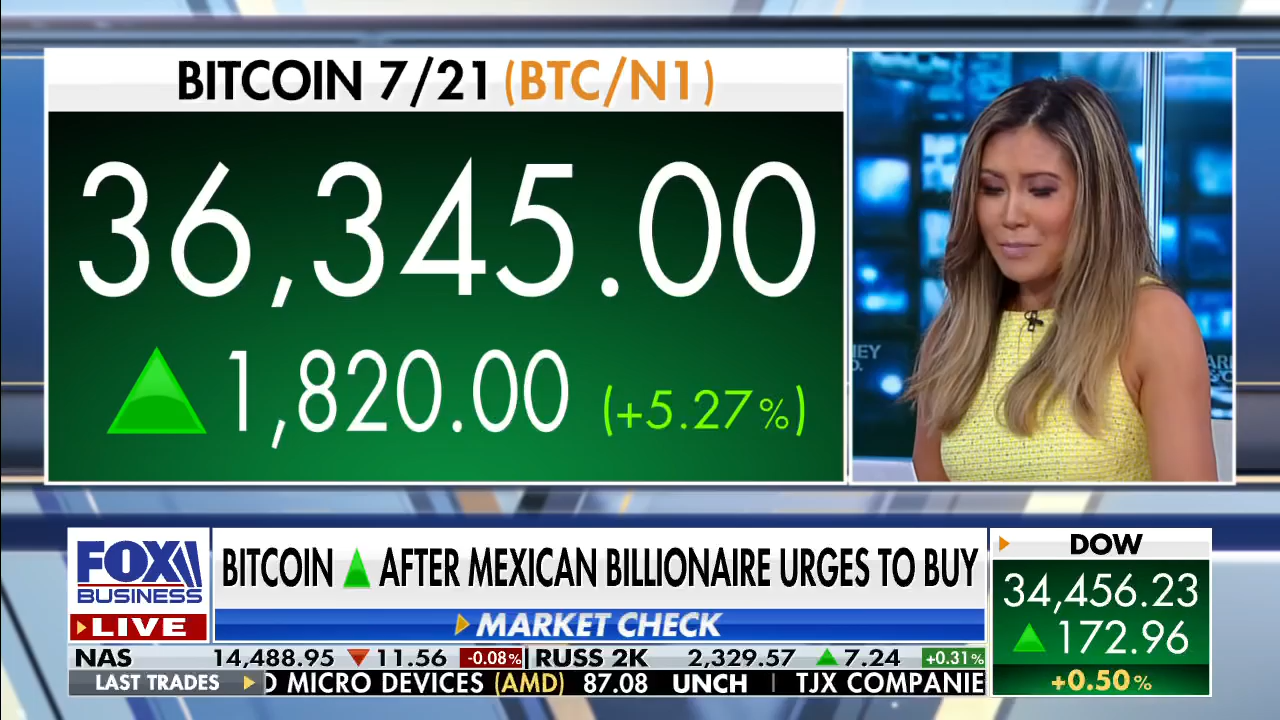 BITCOIN 7/21 (BTC/N1)
36,345.00
1,820.00 (+5.27%)
FOX
BUSINESS
LIVE
BITCOIN AFTER MEXICAN BILLIONAIRE URGES TO BUY
MARKET CHECK
DOW
34,456.23
172.96
+0.50%
NAS 14,488.95 11.56 -0.08% RUSS 2K 2,329.57 7.24 +0.31%
LAST TRADES D MICRO DEVICES (AMD) 87.08 UNCH TJX COMPANIE